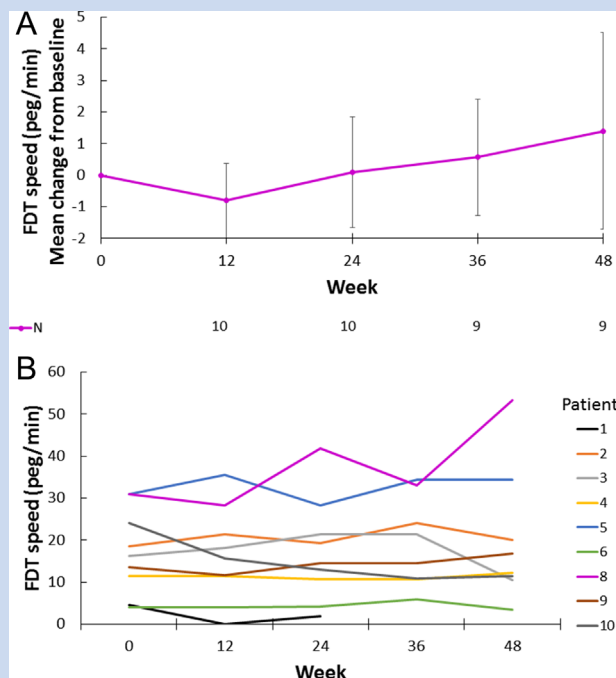 A
FDT speed (peg/min)
Mean change from baseline
5
4
3
2
1
0
-1
-2
0 12 24 36 48
Week
N 10 10 9 9
B
FDT speed (peg/min)
60
50
40
30
20
10
0
0 12 24 36 48
Week
Patient
1
2
3
4
5
6
8
9
10